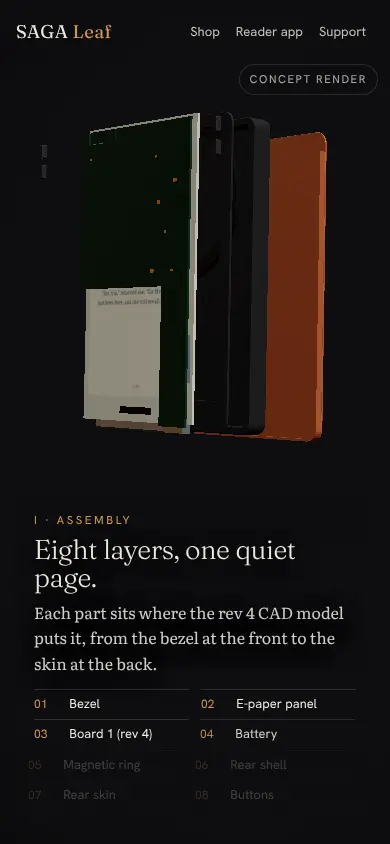 SAGA Leaf
Shop Reader app Support
CONCEPT RENDER
I · ASSEMBLY
Eight layers, one quiet
page.
Each part sits where the rev 4 CAD model
puts it, from the bezel at the front to the
skin at the back.
01 Bezel 02 E-paper panel
03 Board 1 (rev 4) 04 Battery
05 Magnetic ring 06 Rear shell
07 Rear skin 08 Buttons